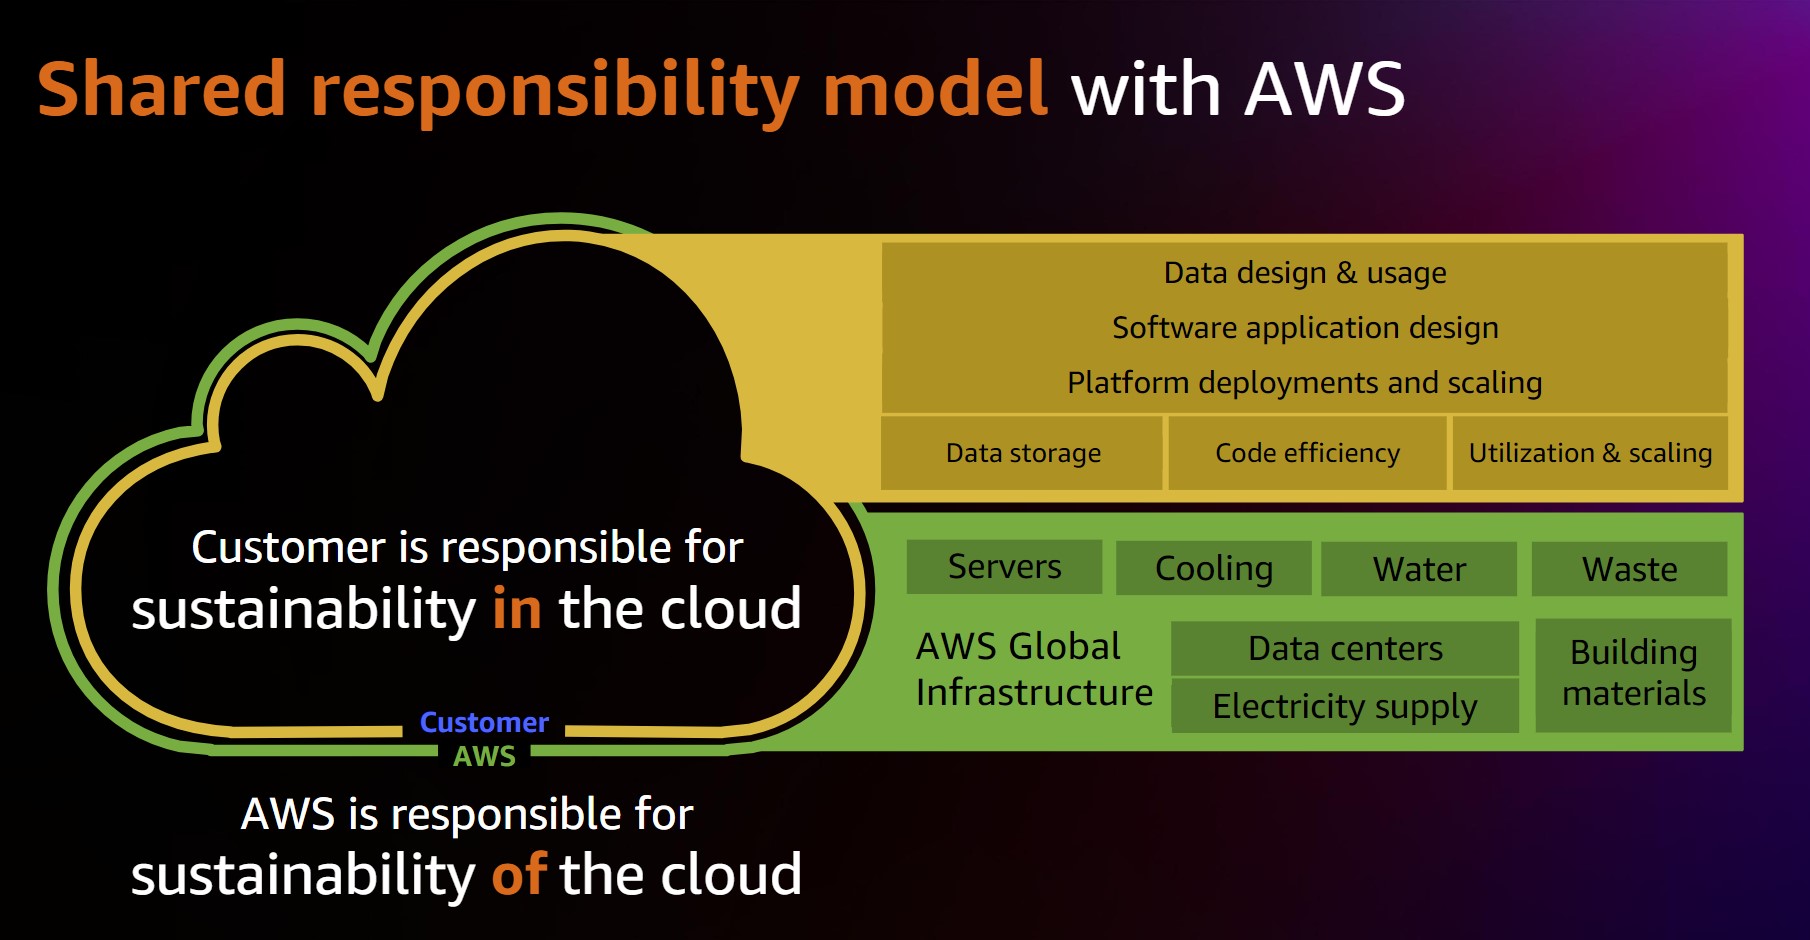 Shared responsibility model with AWS
Data design & usage
Software application design
Platform deployments and scaling
Data storage
Code efficiency
Utilization & scaling
Customer is responsible for
sustainability in the cloud
Servers
Cooling
Water
Waste
AWS Global
Infrastructure
Data centers
Electricity supply
Building
materials
Customer
AWS
AWS is responsible for
sustainability of the cloud